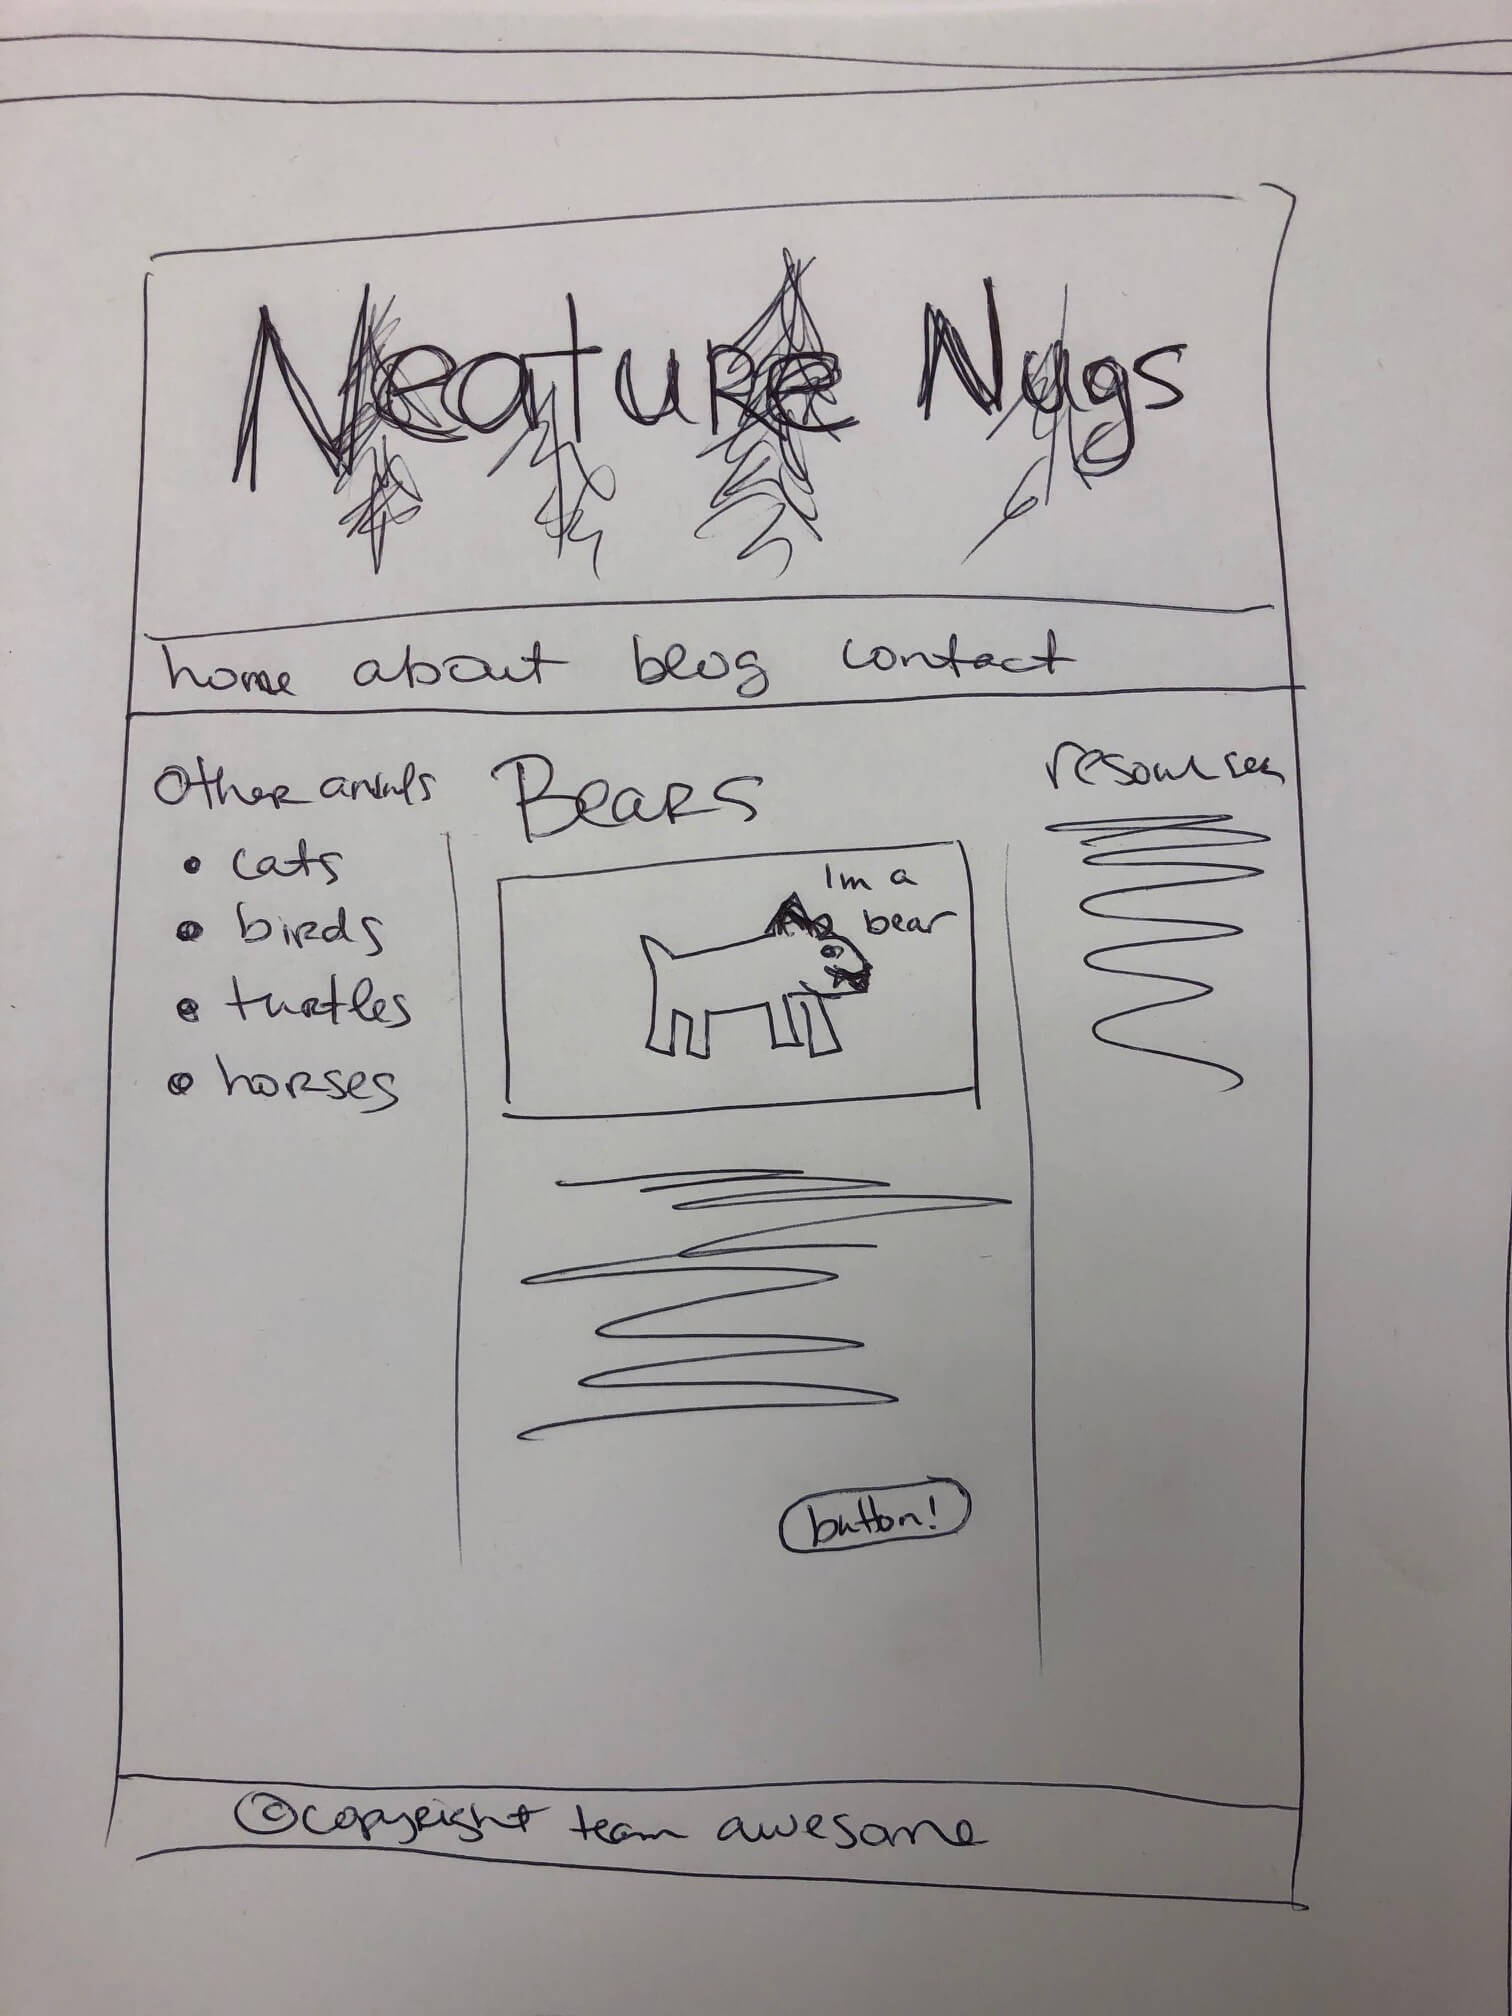 Neature Nugs
home about blog contact
Other animals
• cats
• birds
• turtles
• horses
Bears
I'm a
bear
button!
resources
©copyright team awesome